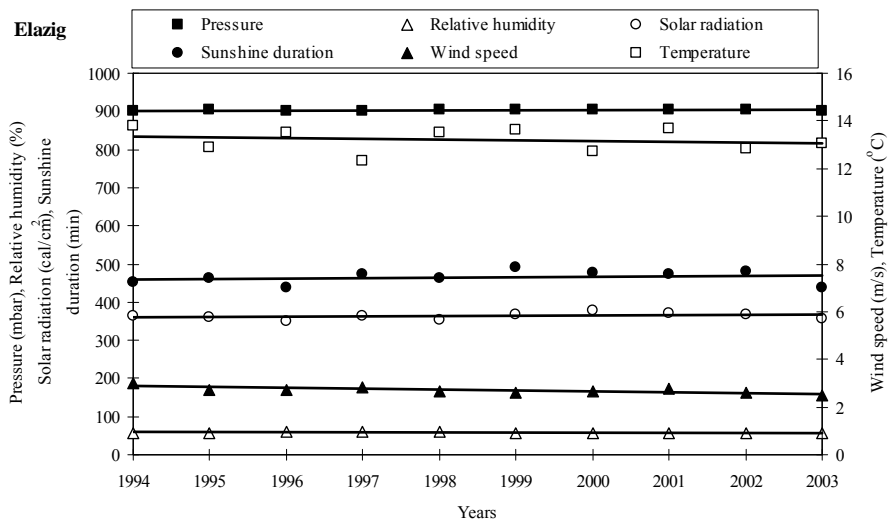 Elazig
Pressure
Relative humidity
Solar radiation
Sunshine duration
Wind speed
Temperature
Pressure (mbar), Relative humidity (%)
Solar radiation (cal/cm2), Sunshine
duration (min)
1000
900
800
700
600
500
400
300
200
100
0
16
14
12
10
8
6
4
2
0
Wind speed (m/s), Temperature (°C)
1994 1995 1996 1997 1998 1999 2000 2001 2002 2003
Years